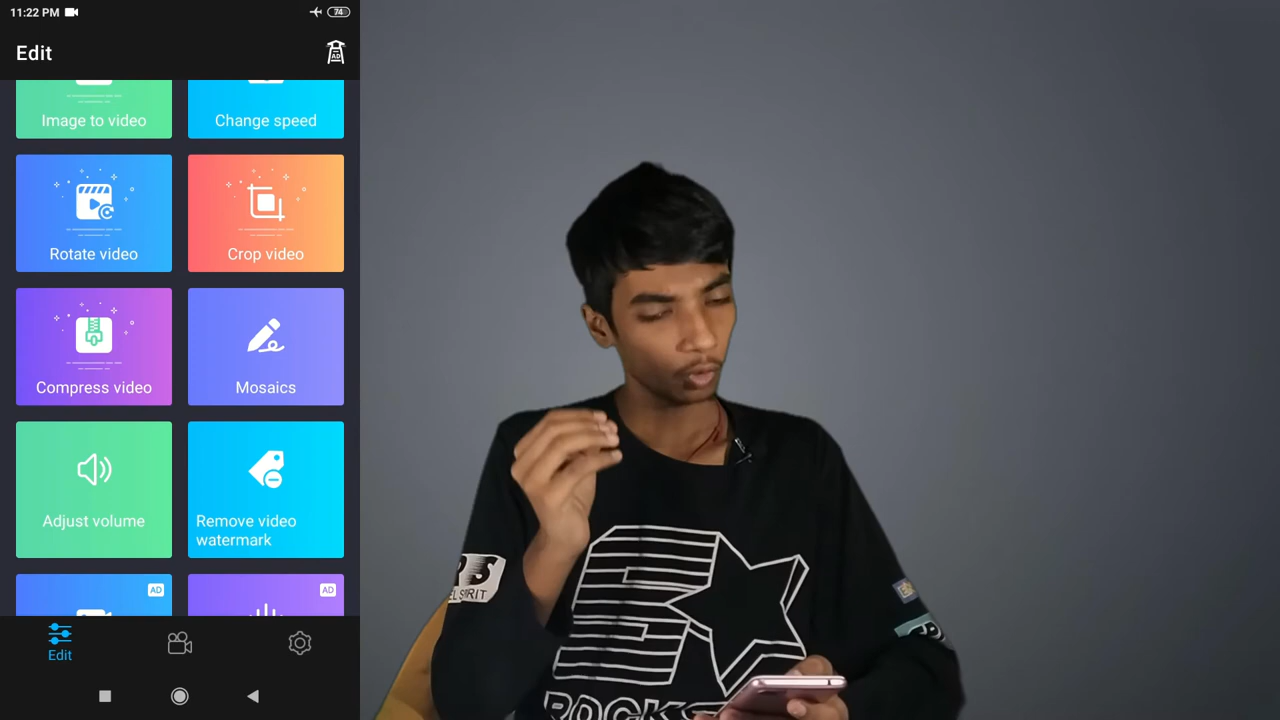 11:22 PM
74
Edit
AD
Image to video
Change speed
Rotate video
Crop video
Compress video
Mosaics
Adjust volume
Remove video
watermark
AD
AD
Edit